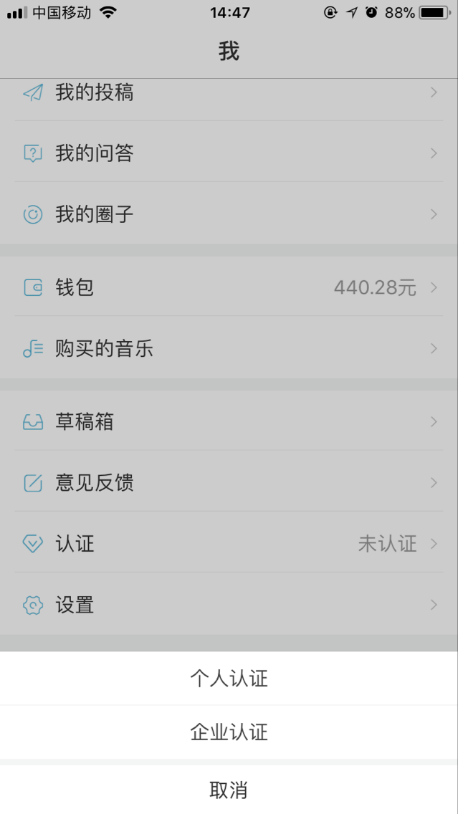 中国移动 14:47 88%
我
我的投稿
我的问答
我的圈子
钱包 440.28元
购买的音乐
草稿箱
意见反馈
认证 未认证
设置
个人认证
企业认证
取消